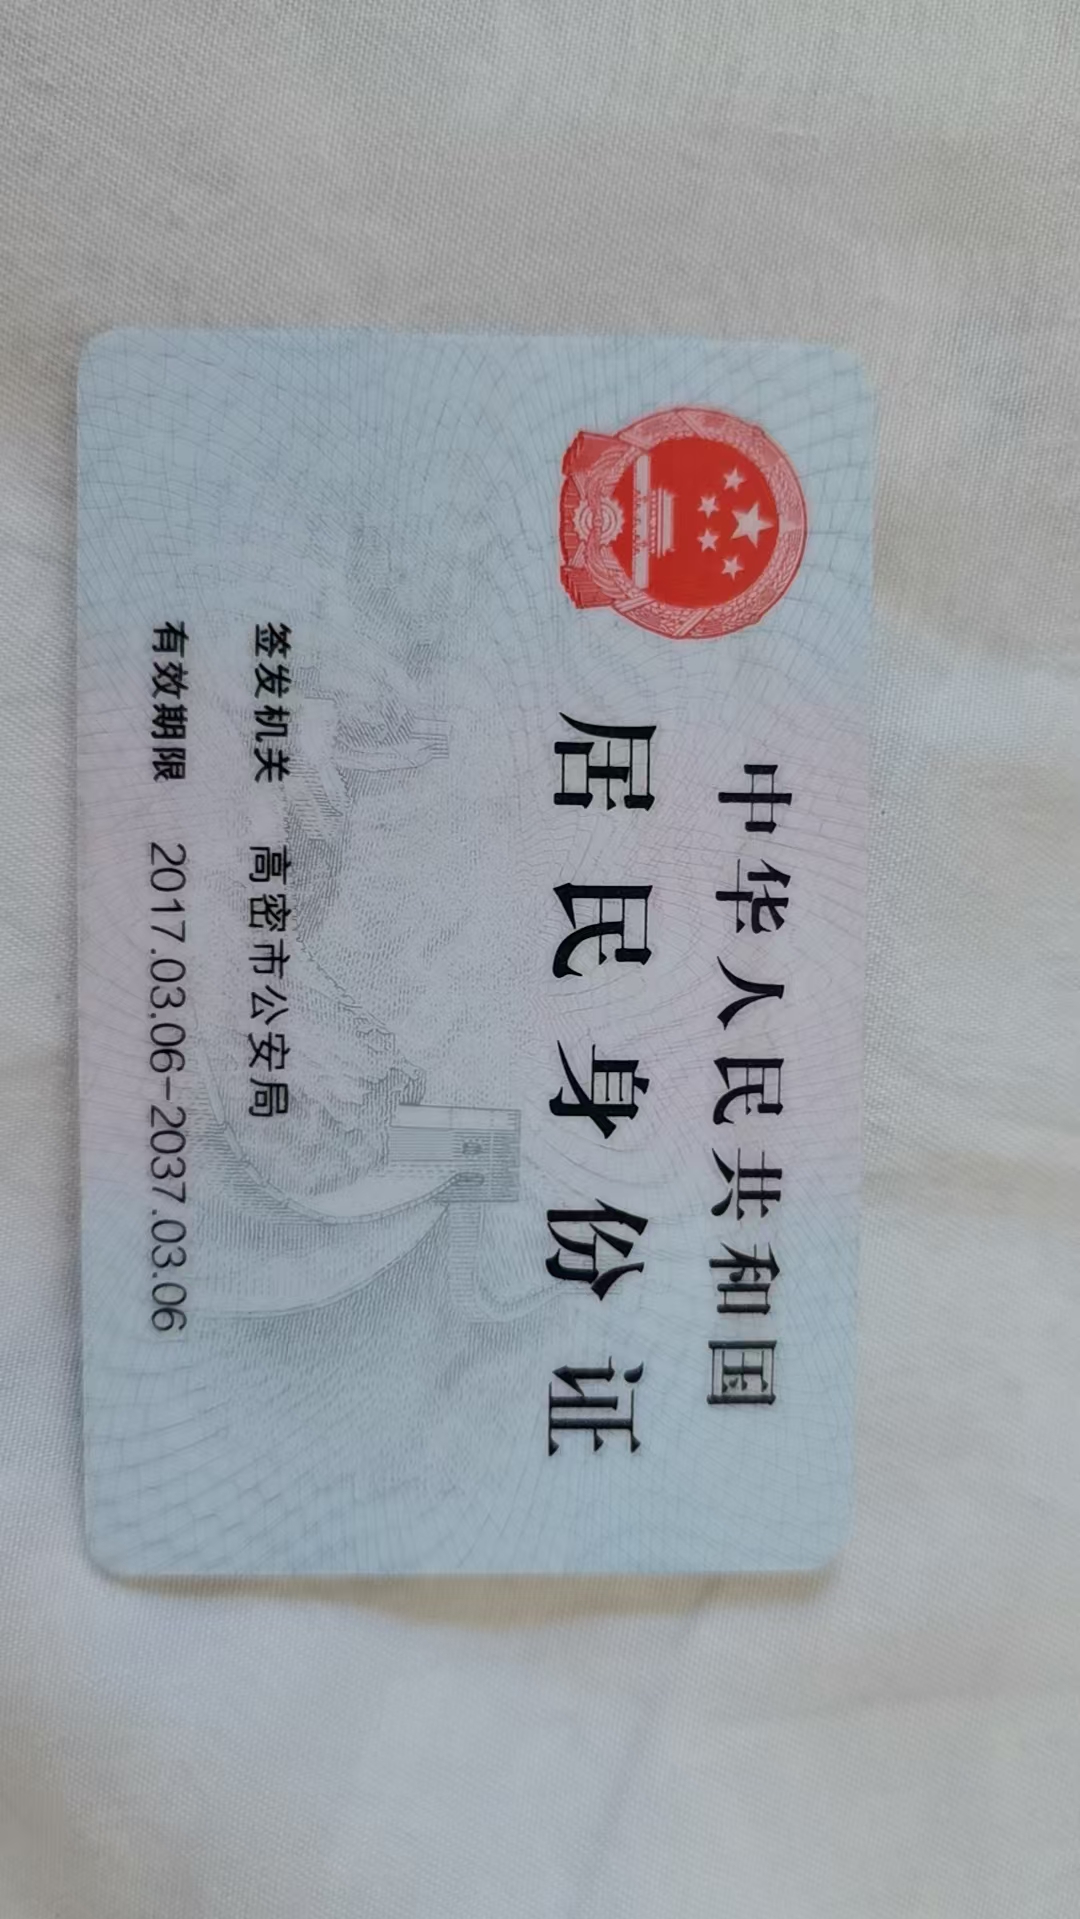 中华人民共和国
居民身份证
签发机关 高密市公安局
有效期限 2017.03.06-2037.03.06